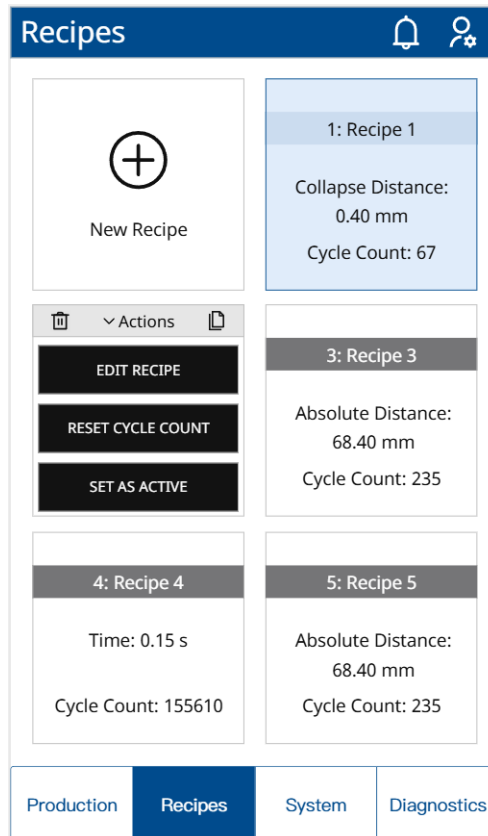 Recipes
New Recipe
1: Recipe 1
Collapse Distance:
0.40 mm
Cycle Count: 67
Actions
EDIT RECIPE
RESET CYCLE COUNT
SET AS ACTIVE
3: Recipe 3
Absolute Distance:
68.40 mm
Cycle Count: 235
4: Recipe 4
Time: 0.15 s
Cycle Count: 155610
5: Recipe 5
Absolute Distance:
68.40 mm
Cycle Count: 235
Production Recipes System Diagnostics